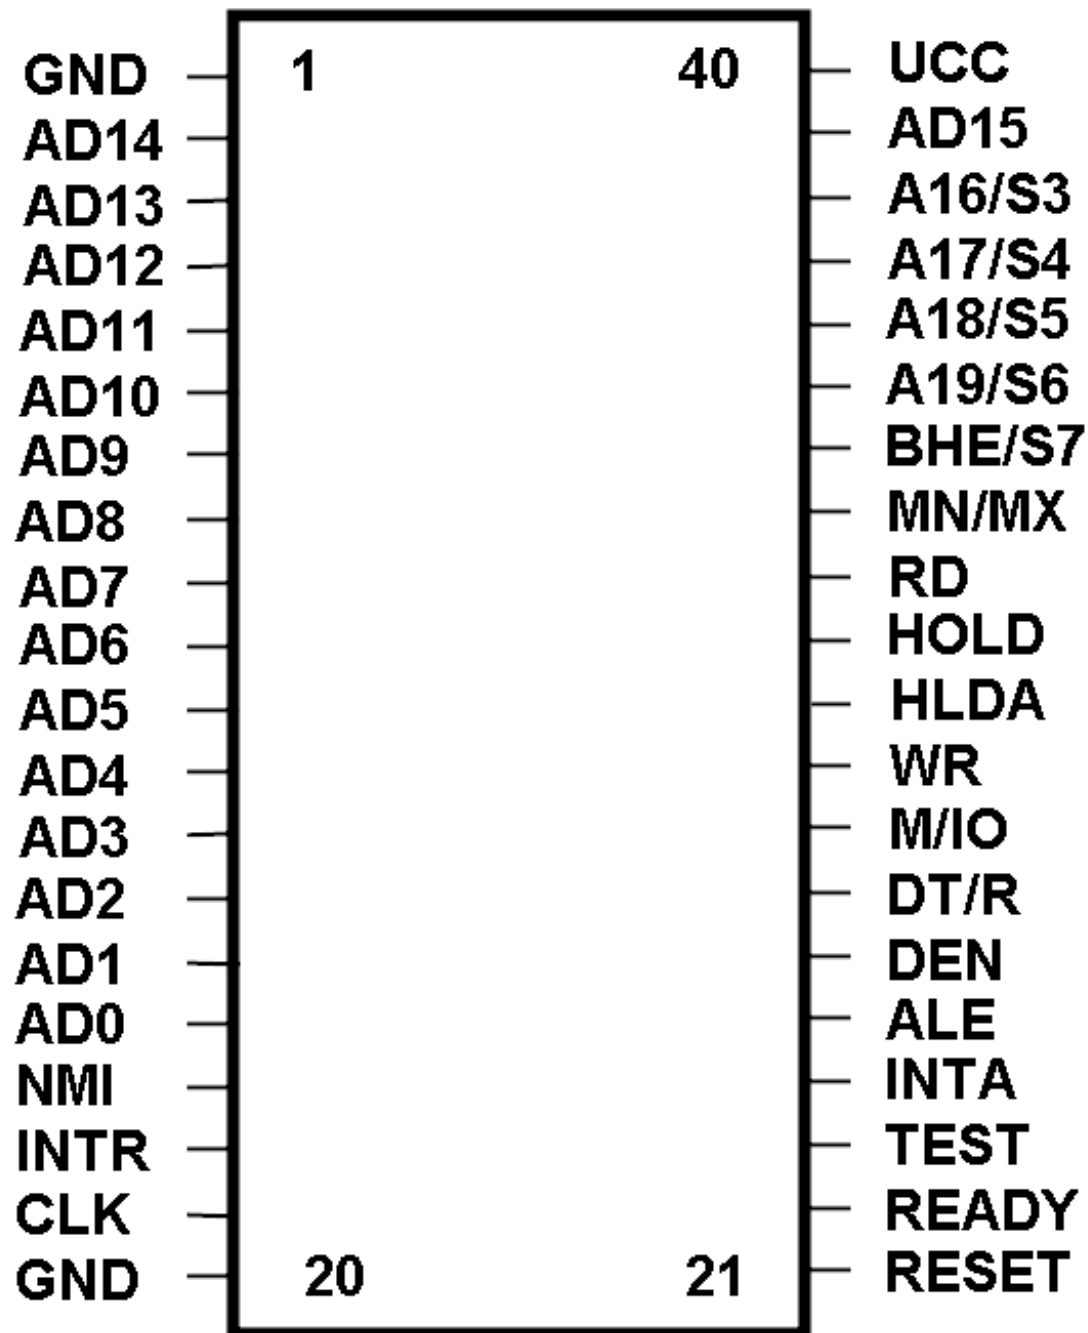 GND 1 40 UCC
AD14 AD15
AD13 A16/S3
AD12 A17/S4
AD11 A18/S5
AD10 A19/S6
AD9 BHE/S7
AD8 MN/MX
AD7 RD
AD6 HOLD
AD5 HLDA
AD4 WR
AD3 M/IO
AD2 DT/R
AD1 DEN
AD0 ALE
NMI INTA
INTR TEST
CLK READY
GND 20 21 RESET